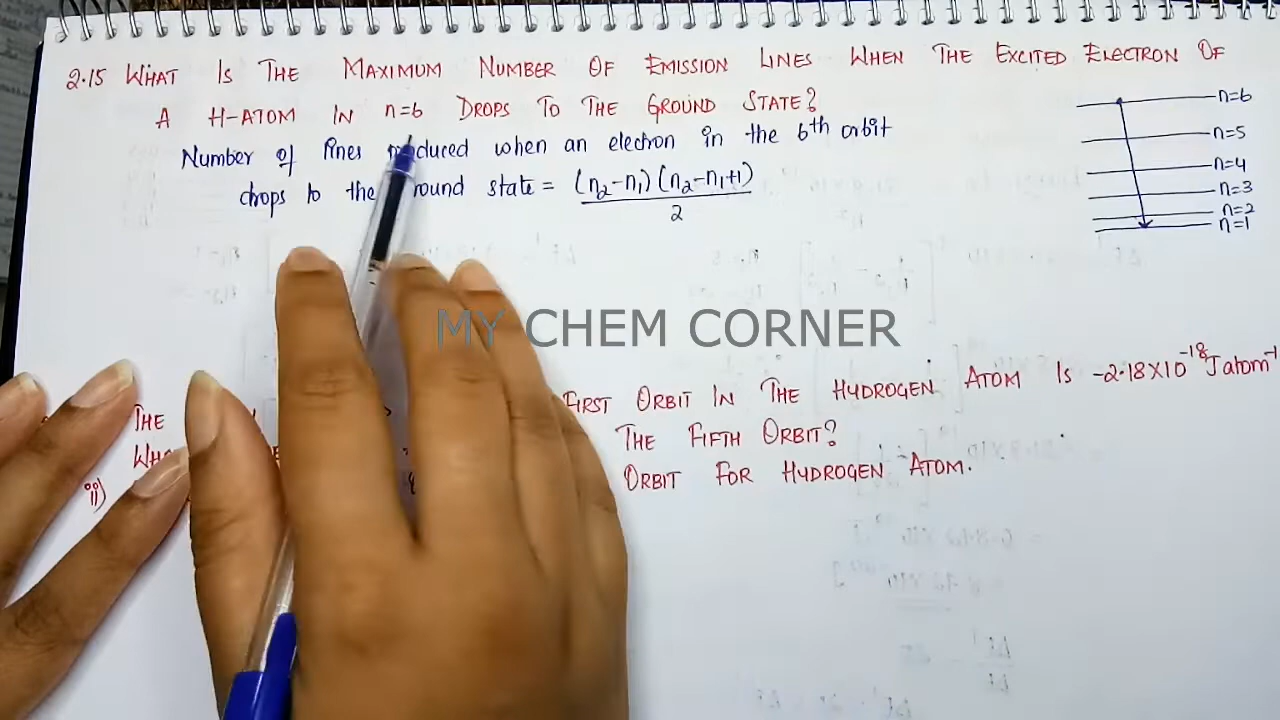 2.15 WHAT IS THE MAXIMUM NUMBER OF EMISSION LINES WHEN THE EXCITED ELECTRON OF
A H-ATOM IN n=6 DROPS TO THE GROUND STATE?
Number of lines when an electron in the 6th orbit
drops to the state = (n2-n1)(n2-n1+1)
2
n=6
n=5
n=4
n=3
n=2
n=1
MY CHEM CORNER
THE FIRST ORBIT IN THE HYDROGEN ATOM IS -2.18X10-18 J atom-1
THE FIFTH ORBIT?
ii) ORBIT FOR HYDROGEN ATOM.